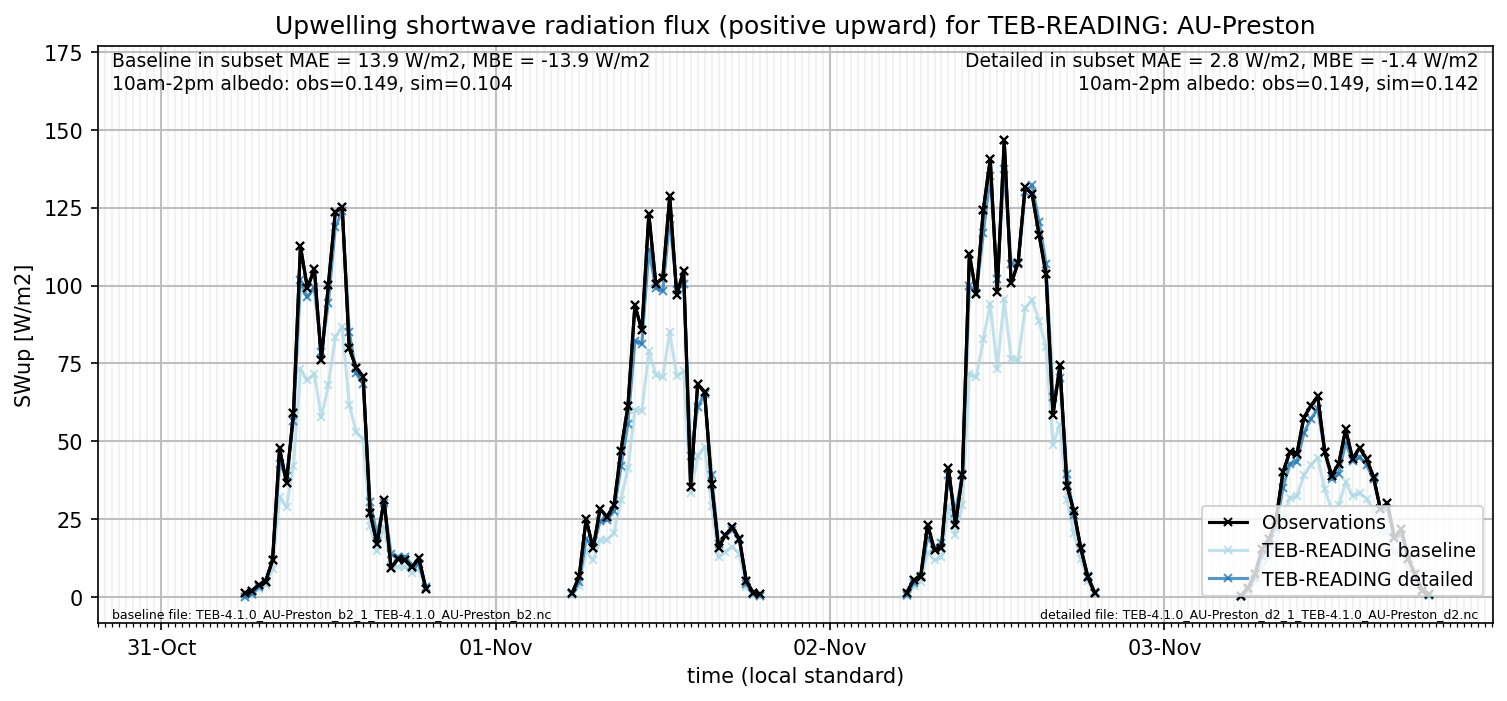 Upwelling shortwave radiation flux (positive upward) for TEB-READING: AU-Preston
Baseline in subset MAE = 13.9 W/m2, MBE = -13.9 W/m2
10am-2pm albedo: obs=0.149, sim=0.104
Detailed in subset MAE = 2.8 W/m2, MBE = -1.4 W/m2
10am-2pm albedo: obs=0.149, sim=0.142
SWup [W/m2]
175
150
125
100
75
50
25
0
Observations
TEB-READING baseline
TEB-READING detailed
baseline file: TEB-4.1.0_AU-Preston_b2_1_TEB-4.1.0_AU-Preston_b2.nc
detailed file: TEB-4.1.0_AU-Preston_d2_1_TEB-4.1.0_AU-Preston_d2.nc
31-Oct
01-Nov
02-Nov
03-Nov
time (local standard)